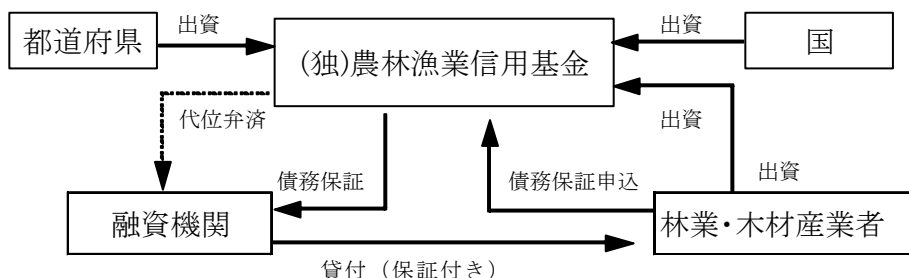 都道府県
出資
(独)農林漁業信用基金
出資
国
代位弁済
出資
債務保証
債務保証申込
出資
融資機関
林業・木材産業者
貸付（保証付き）